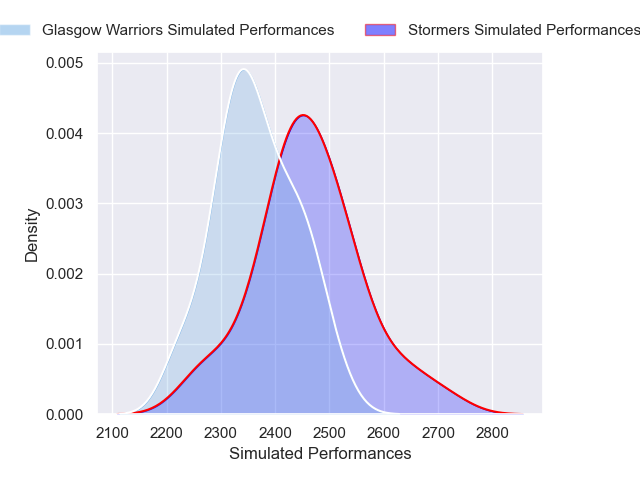 Glasgow Warriors Simulated Performances
Stormers Simulated Performances
0.005
0.004
0.003
0.002
0.001
0.000
Density
2100 2200 2300 2400 2500 2600 2700 2800
Simulated Performances